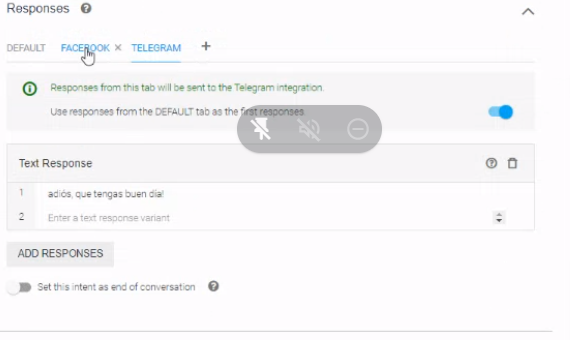 Responses
DEFAULT FACEBOOK TELEGRAM
Responses from this tab will be sent to the Telegram integration.
Use responses from the DEFAULT tab as the first responses.
Text Response
1 adiós, que tengas buen día!
2 Enter a text response variant
ADD RESPONSES
Set this intent as end of conversation